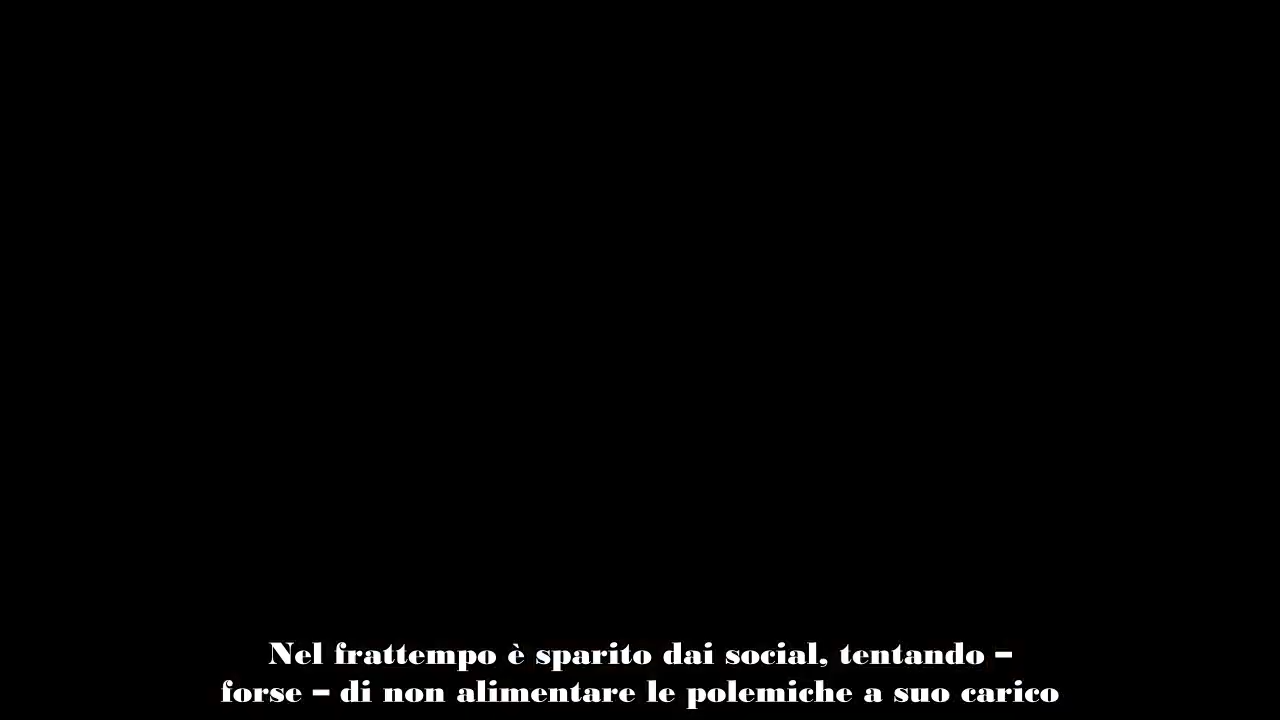 Nel frattempo è sparito dai social, tentando –
forse – di non alimentare le polemiche a suo carico